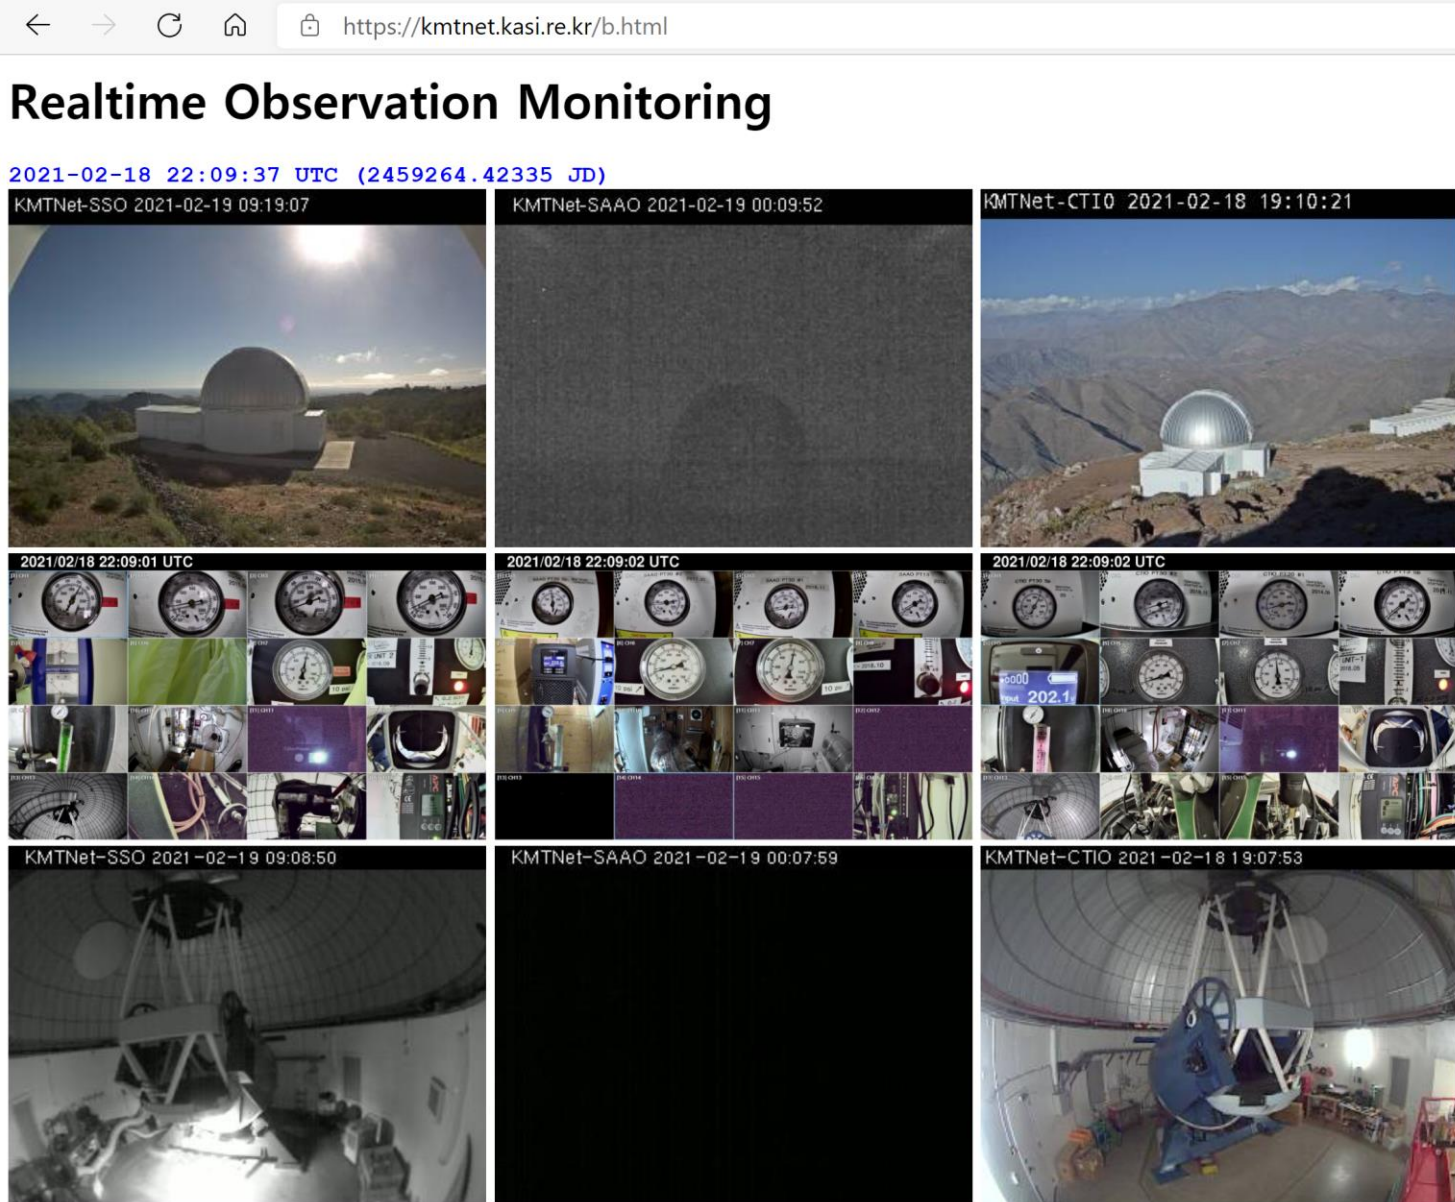 https://kmtnet.kasi.re.kr/b.html
Realtime Observation Monitoring
2021-02-18 22:09:37 UTC (2459264.42335 JD)
KMTNet-SSO 2021-02-19 09:19:07
KMTNet-SAAO 2021-02-19 00:09:52
KMTNet-CTIO 2021-02-18 19:10:21
2021/02/18 22:09:01 UTC
2021/02/18 22:09:02 UTC
2021/02/18 22:09:02 UTC
10 psi
202.1
KMTNet-SSO 2021-02-19 09:08:50
KMTNet-SAAO 2021-02-19 00:07:59
KMTNet-CTIO 2021-02-18 19:07:53